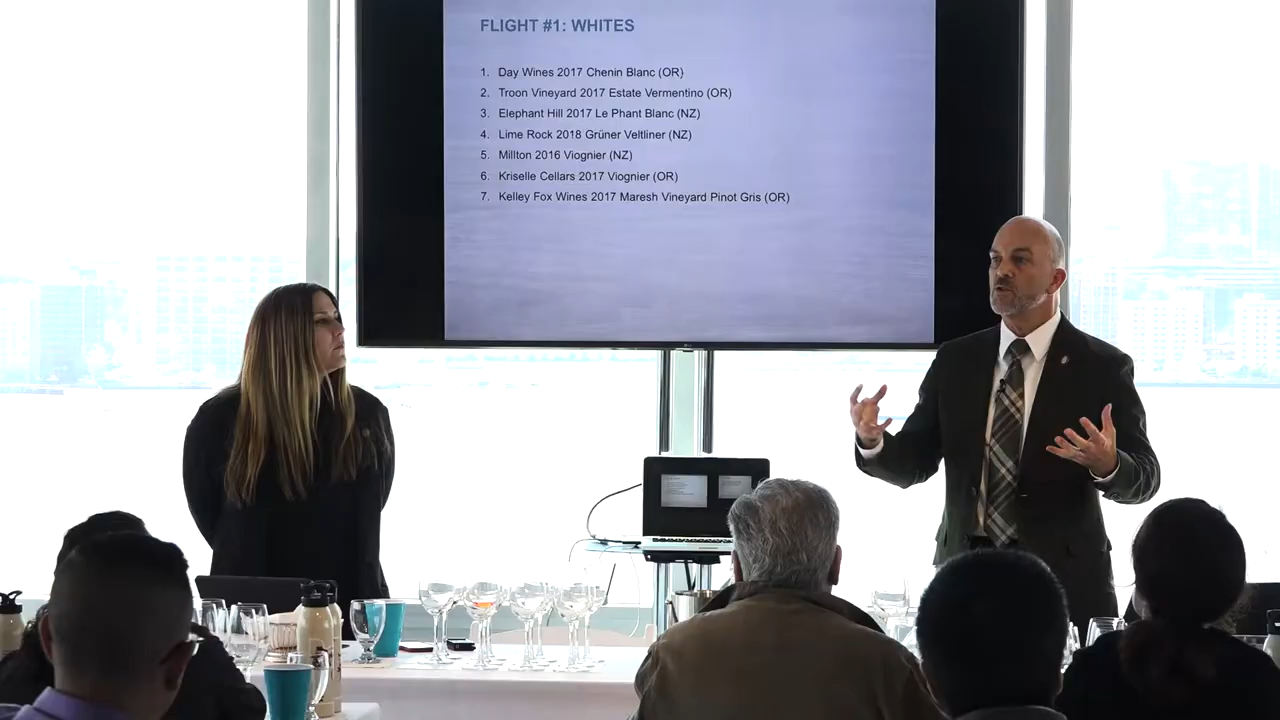 FLIGHT #1: WHITES
1. Day Wines 2017 Chenin Blanc (OR)
2. Troon Vineyard 2017 Estate Vermentino (OR)
3. Elephant Hill 2017 Le Phant Blanc (NZ)
4. Lime Rock 2018 Grüner Veltliner (NZ)
5. Millton 2016 Viognier (NZ)
6. Kriselle Cellars 2017 Viognier (OR)
7. Kelley Fox Wines 2017 Maresh Vineyard Pinot Gris (OR)
LG